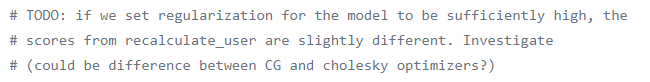 # TODO: if we set regularization for the model to be sufficiently high, the
# scores from recalculate_user are slightly different. Investigate
# (could be difference between CG and cholesky optimizers?)